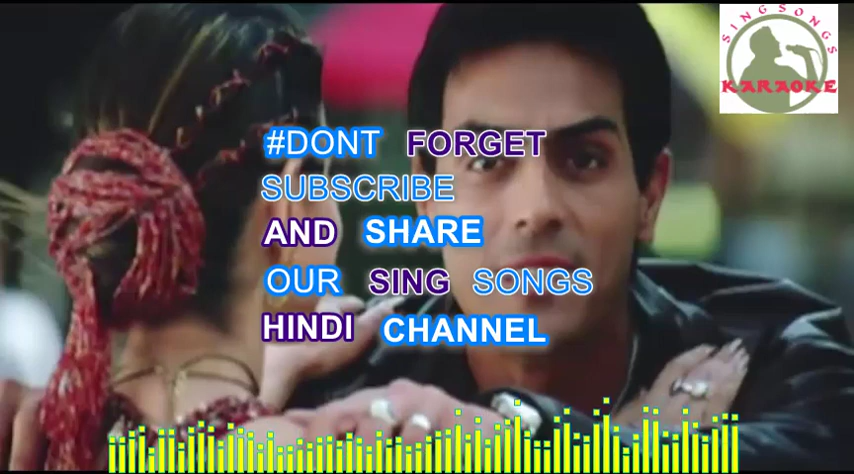 SING SONGS
KARAOKE
#DONT FORGET
SUBSCRIBE
AND SHARE
OUR SING SONGS
HINDI CHANNEL